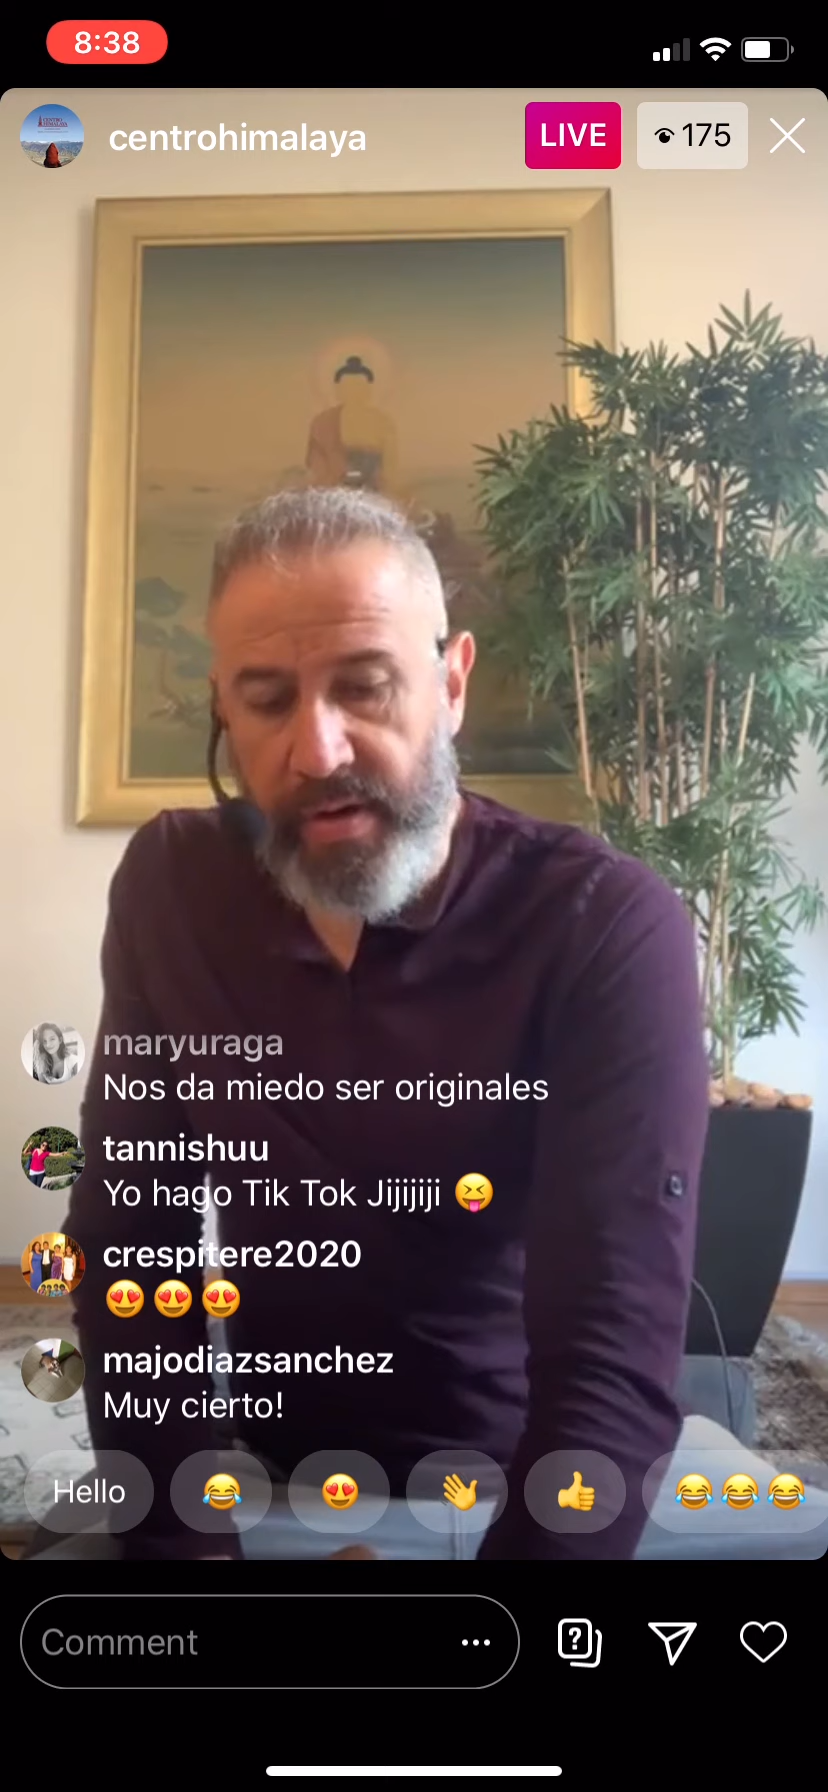 8:38
centrohimalaya
LIVE
175
maryuraga
Nos da miedo ser originales
tannishuu
Yo hago Tik Tok Jijijiji 😝
crespitere2020
😍😍😍
majodiazsanchez
Muy cierto!
Hello 😂 😍 👋 👍 😂😂😂
Comment